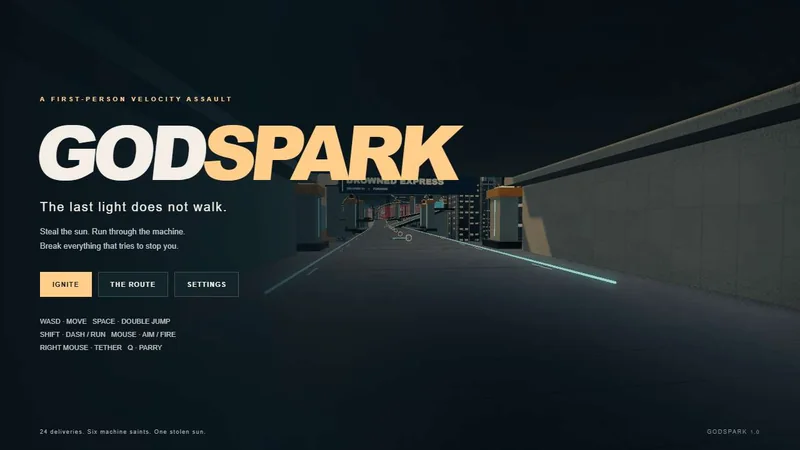 A FIRST-PERSON VELOCITY ASSAULT
GODSPARK
DROWNED EXPRESS
The last light does not walk.
Steal the sun. Run through the machine.
Break everything that tries to stop you.
IGNITE THE ROUTE SETTINGS
WASD · MOVE SPACE · DOUBLE JUMP
SHIFT · DASH / RUN MOUSE · AIM / FIRE
RIGHT MOUSE · TETHER Q · PARRY
24 deliveries. Six machine saints. One stolen sun.
GODSPARK 1.0